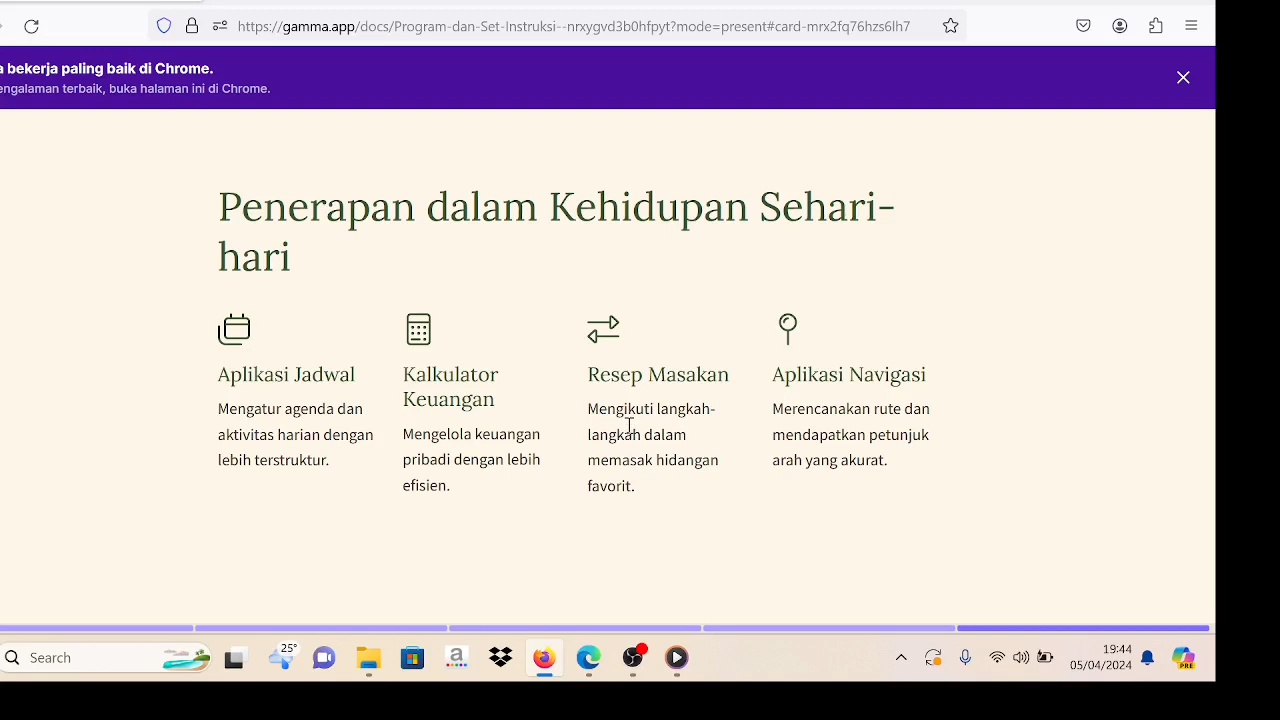 https://gamma.app/docs/Program-dan-Set-Instruksi--nrxygvd3b0hfpyt?mode=present#card-mrx2fq76hzs6lh7
a bekerja paling baik di Chrome.
engalaman terbaik, buka halaman ini di Chrome.
Penerapan dalam Kehidupan Sehari-
hari
Aplikasi Jadwal
Mengatur agenda dan
aktivitas harian dengan
lebih terstruktur.
Kalkulator
Keuangan
Mengelola keuangan
pribadi dengan lebih
efisien.
Resep Masakan
Mengikuti langkah-
langkah dalam
memasak hidangan
favorit.
Aplikasi Navigasi
Merencanakan rute dan
mendapatkan petunjuk
arah yang akurat.
Search
25°
a
19:44
05/04/2024
PRE